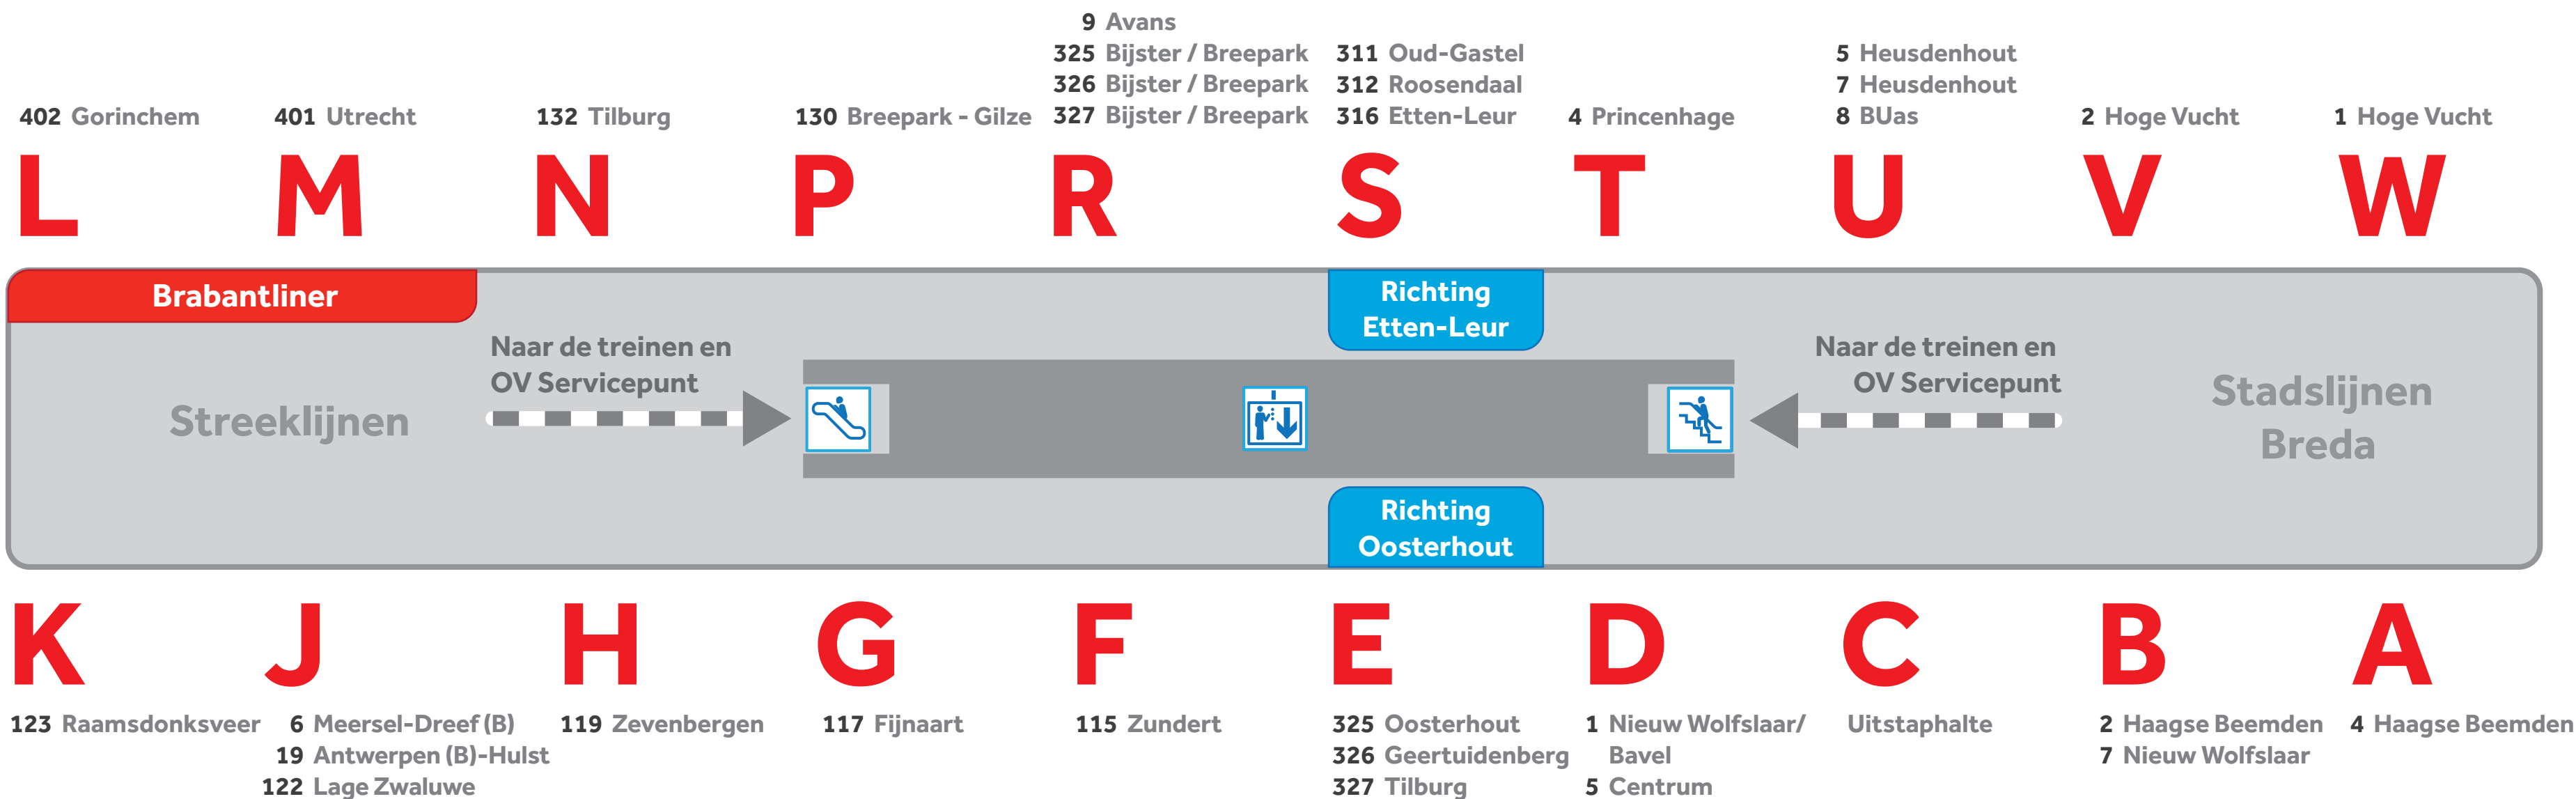 9 Avans
325 Bijster / Breepark
326 Bijster / Breepark
327 Bijster / Breepark
311 Oud-Gastel
312 Roosendaal
316 Etten-Leur
5 Heusdenhout
7 Heusdenhout
8 BUas
402 Gorinchem
401 Utrecht
132 Tilburg
130 Breepark - Gilze
4 Princenhage
2 Hoge Vucht
1 Hoge Vucht
L M N P R S T U V W
Brabantliner
Richting
Etten-Leur
Naar de treinen en
OV Servicepunt
Naar de treinen en
OV Servicepunt
Streeklijnen
Stadslijnen
Breda
Richting
Oosterhout
K J H G F E D C B A
123 Raamsdonksveer
6 Meersel-Dreef (B)
19 Antwerpen (B)-Hulst
122 Lage Zwaluwe
119 Zevenbergen
117 Fijnaart
115 Zundert
325 Oosterhout
326 Geertuidenberg
327 Tilburg
1 Nieuw Wolfslaar/
Bavel
5 Centrum
Uitstaphalte
2 Haagse Beemden
7 Nieuw Wolfslaar
4 Haagse Beemden